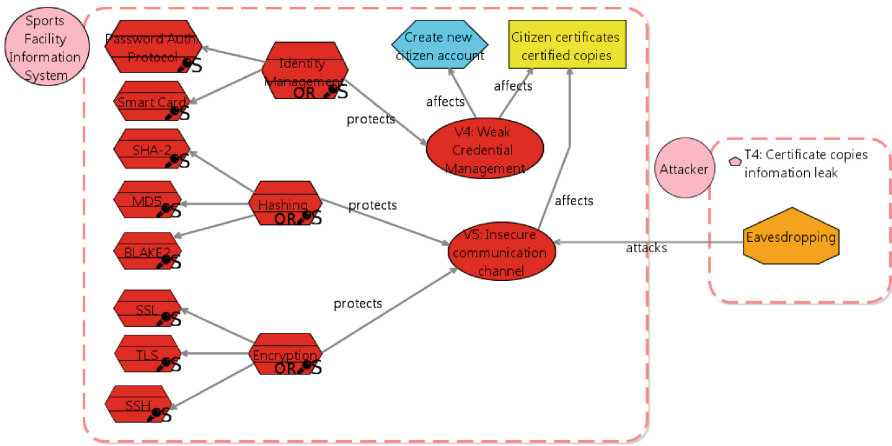 Sports
Facility
Information
System
Password Auth
Protocol
S
Smart Card
S
SHA-2
S
MD5
S
BLAKE2
S
SSL
S
TLS
S
SSH
S
Identity
Management
OR S
Hashing
OR S
Encryption
OR S
protects
protects
protects
Create new
citizen account
Citizen certificates
certified copies
affects
affects
V4: Weak
Credential
Management
affects
V5: Insecure
communication
channel
attacks
Attacker
T4: Certificate copies
infomation leak
Eavesdropping